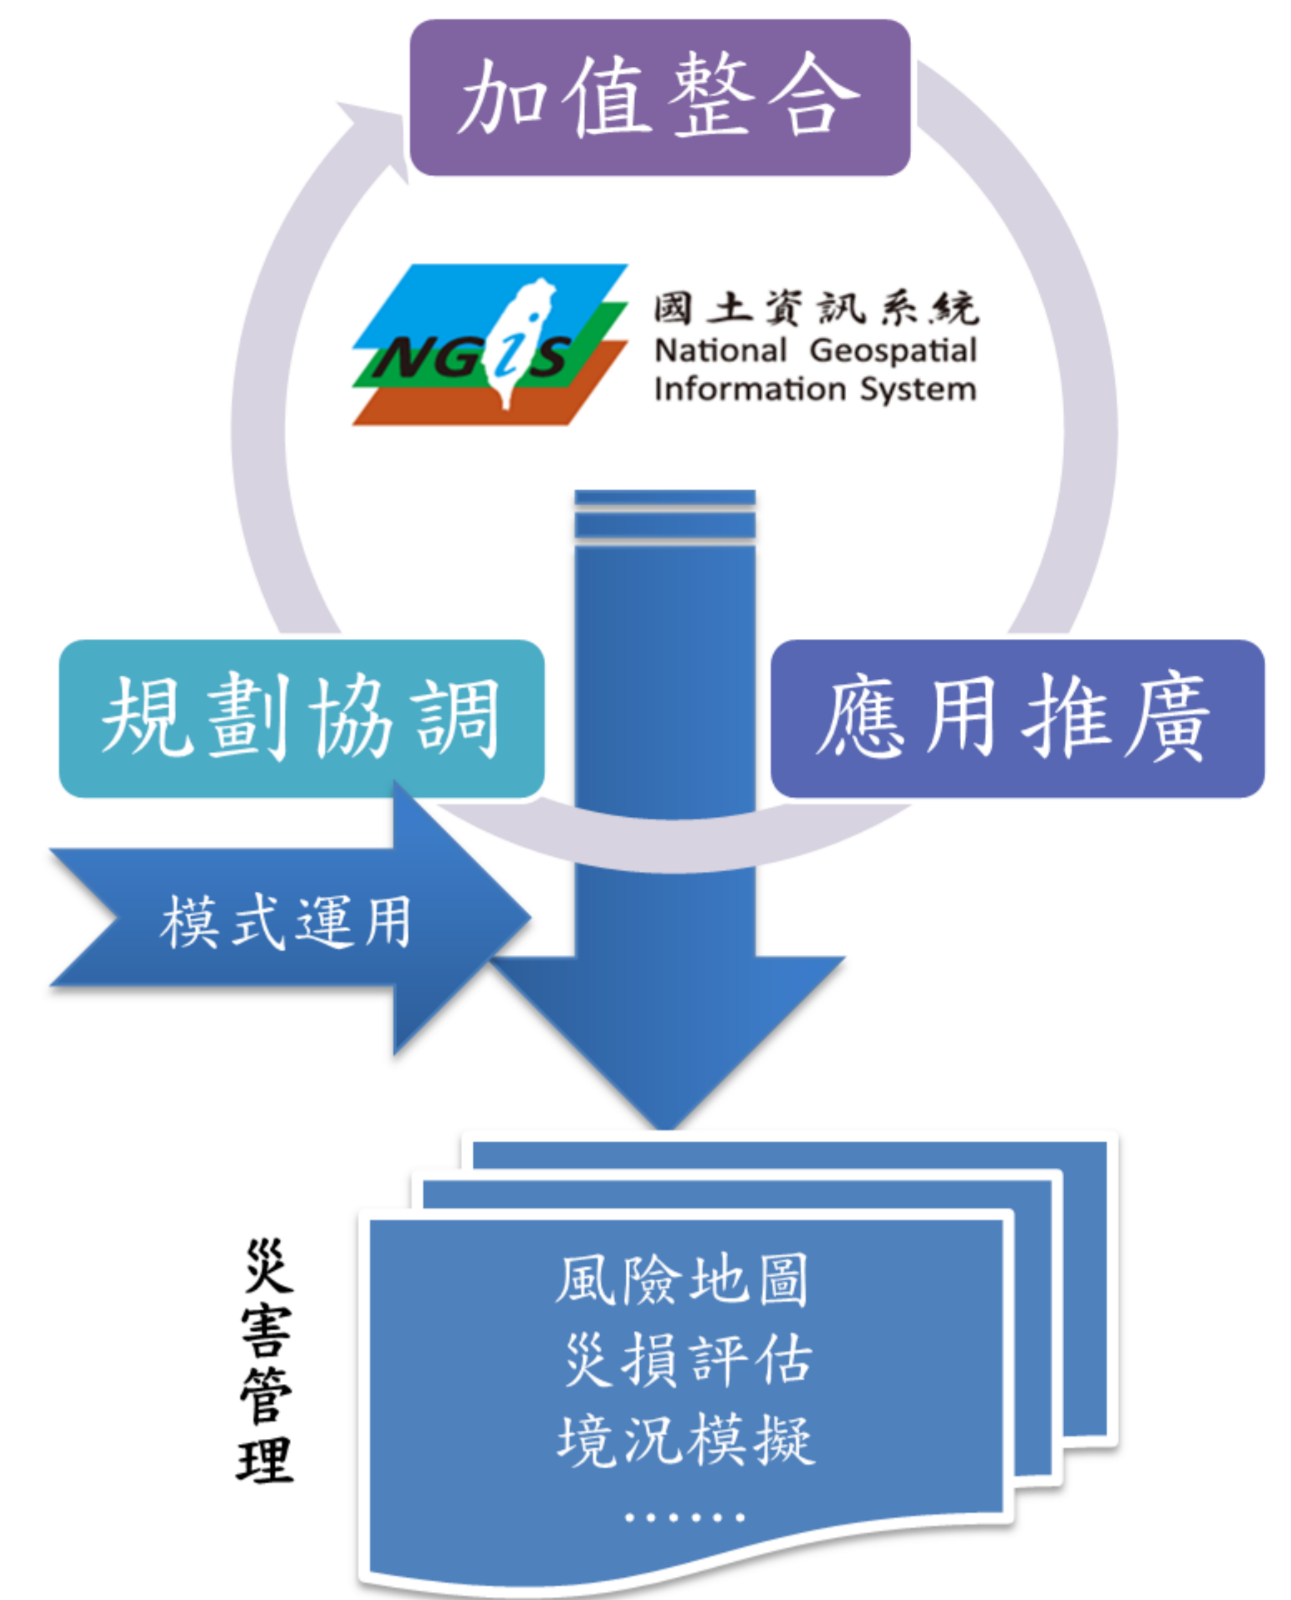 加值整合
NGiS
國土資訊系統
National Geospatial
Information System
規劃協調
應用推廣
模式運用
災害管理
風險地圖
災損評估
境況模擬
......